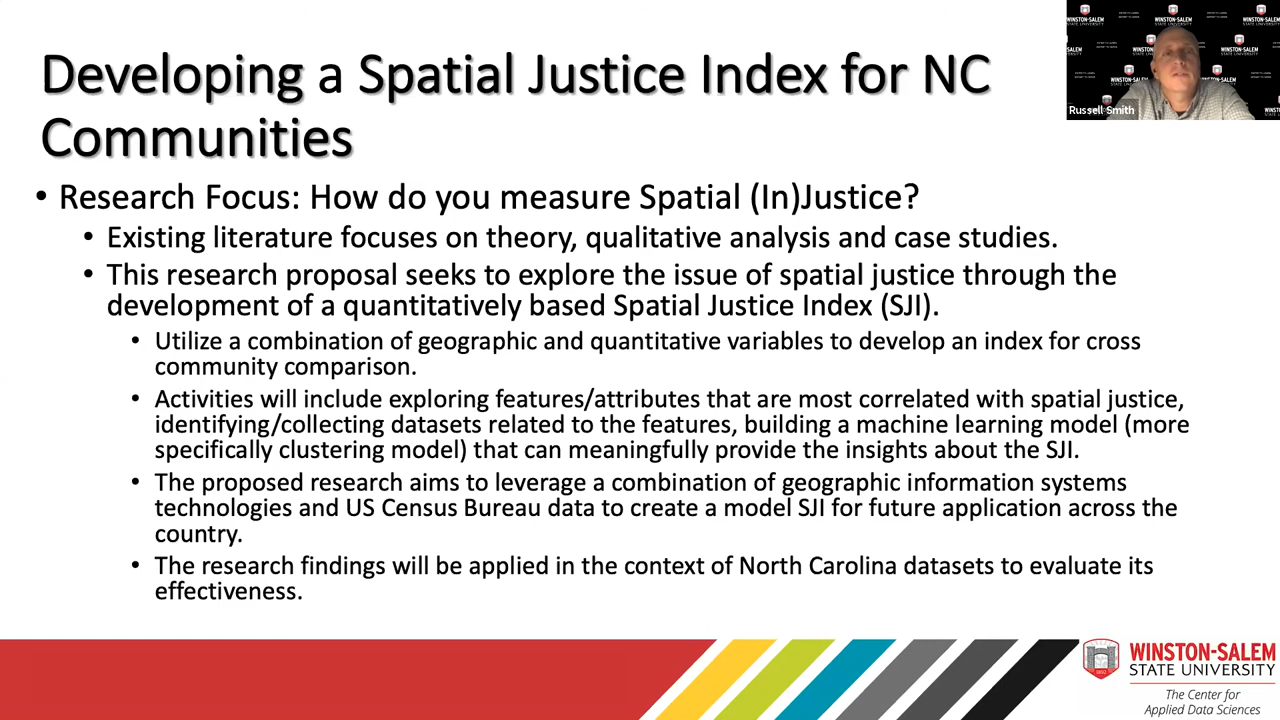 Developing a Spatial Justice Index for NC
Communities
• Research Focus: How do you measure Spatial (In)Justice?
• Existing literature focuses on theory, qualitative analysis and case studies.
• This research proposal seeks to explore the issue of spatial justice through the
development of a quantitatively based Spatial Justice Index (SJI).
• Utilize a combination of geographic and quantitative variables to develop an index for cross
community comparison.
• Activities will include exploring features/attributes that are most correlated with spatial justice,
identifying/collecting datasets related to the features, building a machine learning model (more
specifically clustering model) that can meaningfully provide the insights about the SJI.
• The proposed research aims to leverage a combination of geographic information systems
technologies and US Census Bureau data to create a model SJI for future application across the
country.
• The research findings will be applied in the context of North Carolina datasets to evaluate its
effectiveness.
WINSTON-SALEM
STATE UNIVERSITY
Russell Smith
1892
WINSTON-SALEM
STATE UNIVERSITY
The Center for
Applied Data Sciences